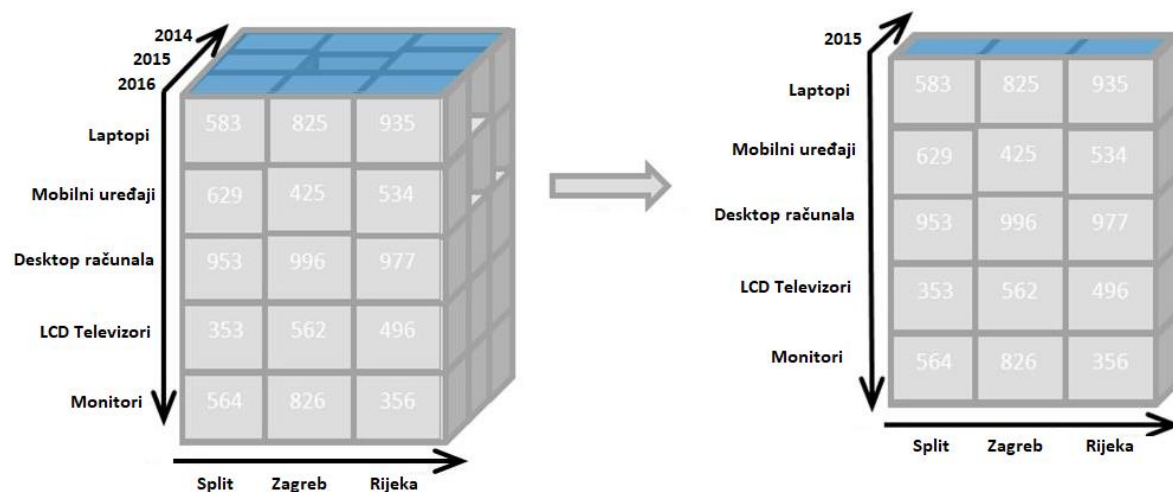 2014
2015
2016
Laptopi
583 825 935
Mobilni uređaji
629 425 534
Desktop računala
953 996 977
LCD Televizori
353 562 496
Monitori
564 826 356
Split Zagreb Rijeka
2015
Laptopi
583 825 935
Mobilni uređaji
629 425 534
Desktop računala
953 996 977
LCD Televizori
353 562 496
Monitori
564 826 356
Split Zagreb Rijeka